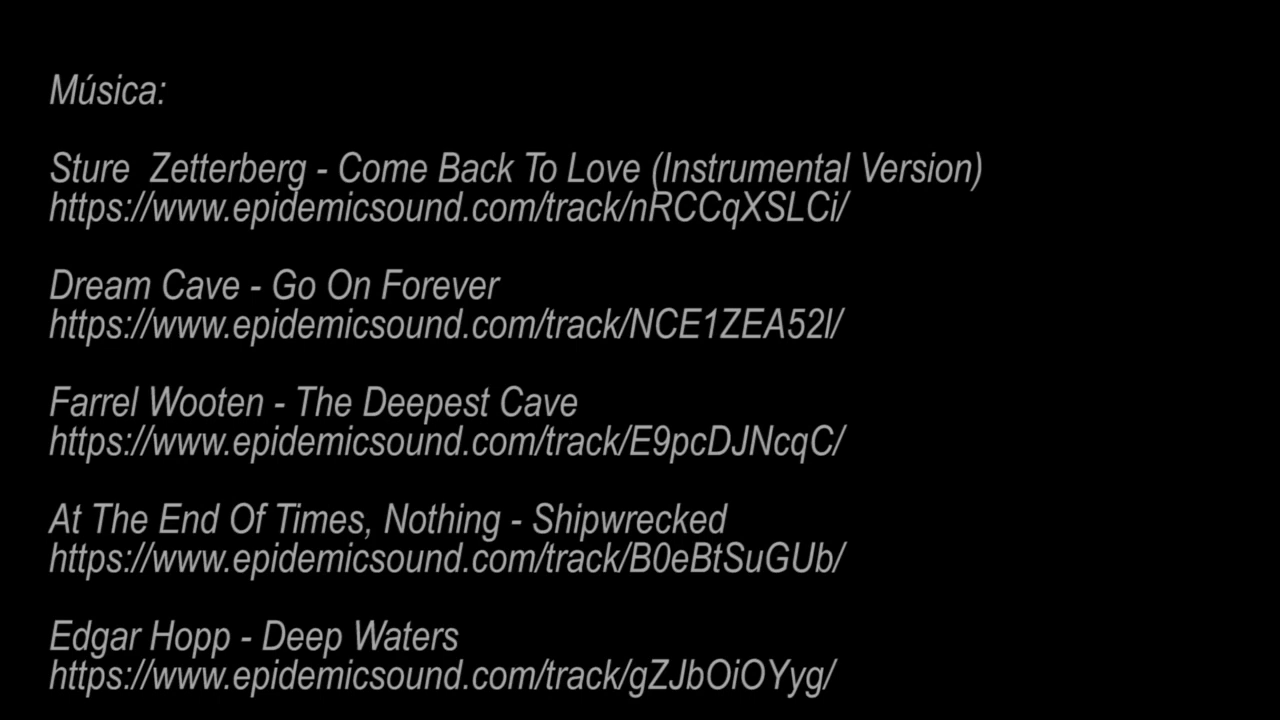 Música:
Sture  Zetterberg - Come Back To Love (Instrumental Version)
https://www.epidemicsound.com/track/nRCCqXSLCi/
Dream Cave - Go On Forever
https://www.epidemicsound.com/track/NCE1ZEA52l/
Farrel Wooten - The Deepest Cave
https://www.epidemicsound.com/track/E9pcDJNcqC/
At The End Of Times, Nothing - Shipwrecked
https://www.epidemicsound.com/track/B0eBtSuGUb/
Edgar Hopp - Deep Waters
https://www.epidemicsound.com/track/gZJbOiOYyg/